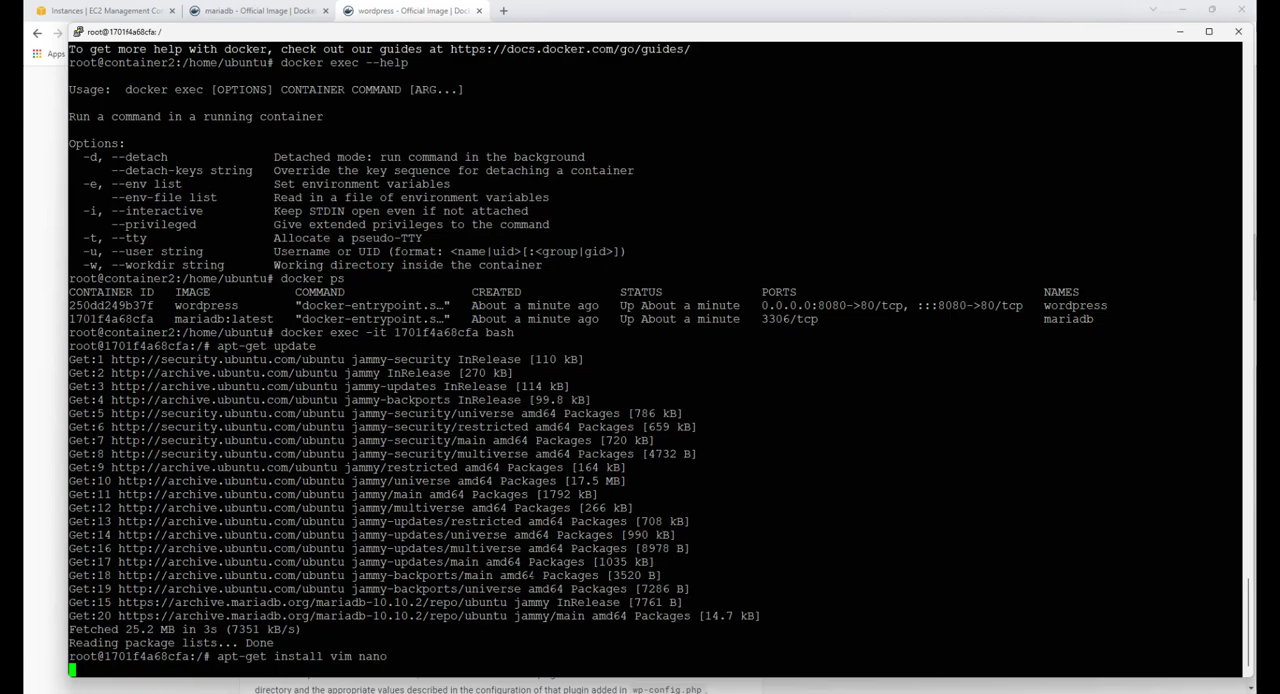 Instances | EC2 Management Con
mariadb - Official Image | Docker
wordpress - Official Image | Dock
Apps
root@1701f4a68cfa: /
To get more help with docker, check out our guides at https://docs.docker.com/go/guides/
root@container2:/home/ubuntu# docker exec --help
Usage:  docker exec [OPTIONS] CONTAINER COMMAND [ARG...]
Run a command in a running container
Options:
  -d, --detach               Detached mode: run command in the background
      --detach-keys string   Override the key sequence for detaching a container
  -e, --env list             Set environment variables
      --env-file list        Read in a file of environment variables
  -i, --interactive          Keep STDIN open even if not attached
      --privileged           Give extended privileges to the command
  -t, --tty                  Allocate a pseudo-TTY
  -u, --user string          Username or UID (format: <name|uid>[:<group|gid>])
  -w, --workdir string       Working directory inside the container
root@container2:/home/ubuntu# docker ps
CONTAINER ID   IMAGE            COMMAND                  CREATED              STATUS              PORTS                                   NAMES
250dd249b37f   wordpress        "docker-entrypoint.s…"   About a minute ago   Up About a minute   0.0.0.0:8080->80/tcp, :::8080->80/tcp   wordpress
1701f4a68cfa   mariadb:latest   "docker-entrypoint.s…"   About a minute ago   Up About a minute   3306/tcp                                mariadb
root@container2:/home/ubuntu# docker exec -it 1701f4a68cfa bash
root@1701f4a68cfa:/# apt-get update
Get:1 http://security.ubuntu.com/ubuntu jammy-security InRelease [110 kB]
Get:2 http://archive.ubuntu.com/ubuntu jammy InRelease [270 kB]
Get:3 http://archive.ubuntu.com/ubuntu jammy-updates InRelease [114 kB]
Get:4 http://archive.ubuntu.com/ubuntu jammy-backports InRelease [99.8 kB]
Get:5 http://security.ubuntu.com/ubuntu jammy-security/universe amd64 Packages [786 kB]
Get:6 http://security.ubuntu.com/ubuntu jammy-security/restricted amd64 Packages [659 kB]
Get:7 http://security.ubuntu.com/ubuntu jammy-security/main amd64 Packages [720 kB]
Get:8 http://security.ubuntu.com/ubuntu jammy-security/multiverse amd64 Packages [4732 B]
Get:9 http://archive.ubuntu.com/ubuntu jammy/restricted amd64 Packages [164 kB]
Get:10 http://archive.ubuntu.com/ubuntu jammy/universe amd64 Packages [17.5 MB]
Get:11 http://archive.ubuntu.com/ubuntu jammy/main amd64 Packages [1792 kB]
Get:12 http://archive.ubuntu.com/ubuntu jammy/multiverse amd64 Packages [266 kB]
Get:13 http://archive.ubuntu.com/ubuntu jammy-updates/restricted amd64 Packages [708 kB]
Get:14 http://archive.ubuntu.com/ubuntu jammy-updates/universe amd64 Packages [990 kB]
Get:16 http://archive.ubuntu.com/ubuntu jammy-updates/multiverse amd64 Packages [8978 B]
Get:17 http://archive.ubuntu.com/ubuntu jammy-updates/main amd64 Packages [1035 kB]
Get:18 http://archive.ubuntu.com/ubuntu jammy-backports/main amd64 Packages [3520 B]
Get:19 http://archive.ubuntu.com/ubuntu jammy-backports/universe amd64 Packages [7286 B]
Get:15 https://archive.mariadb.org/mariadb-10.10.2/repo/ubuntu jammy InRelease [7761 B]
Get:20 https://archive.mariadb.org/mariadb-10.10.2/repo/ubuntu jammy/main amd64 Packages [14.7 kB]
Fetched 25.2 MB in 3s (7351 kB/s)
Reading package lists... Done
root@1701f4a68cfa:/# apt-get install vim nano
directory and the appropriate values described in the configuration of that plugin added in wp-config.php.